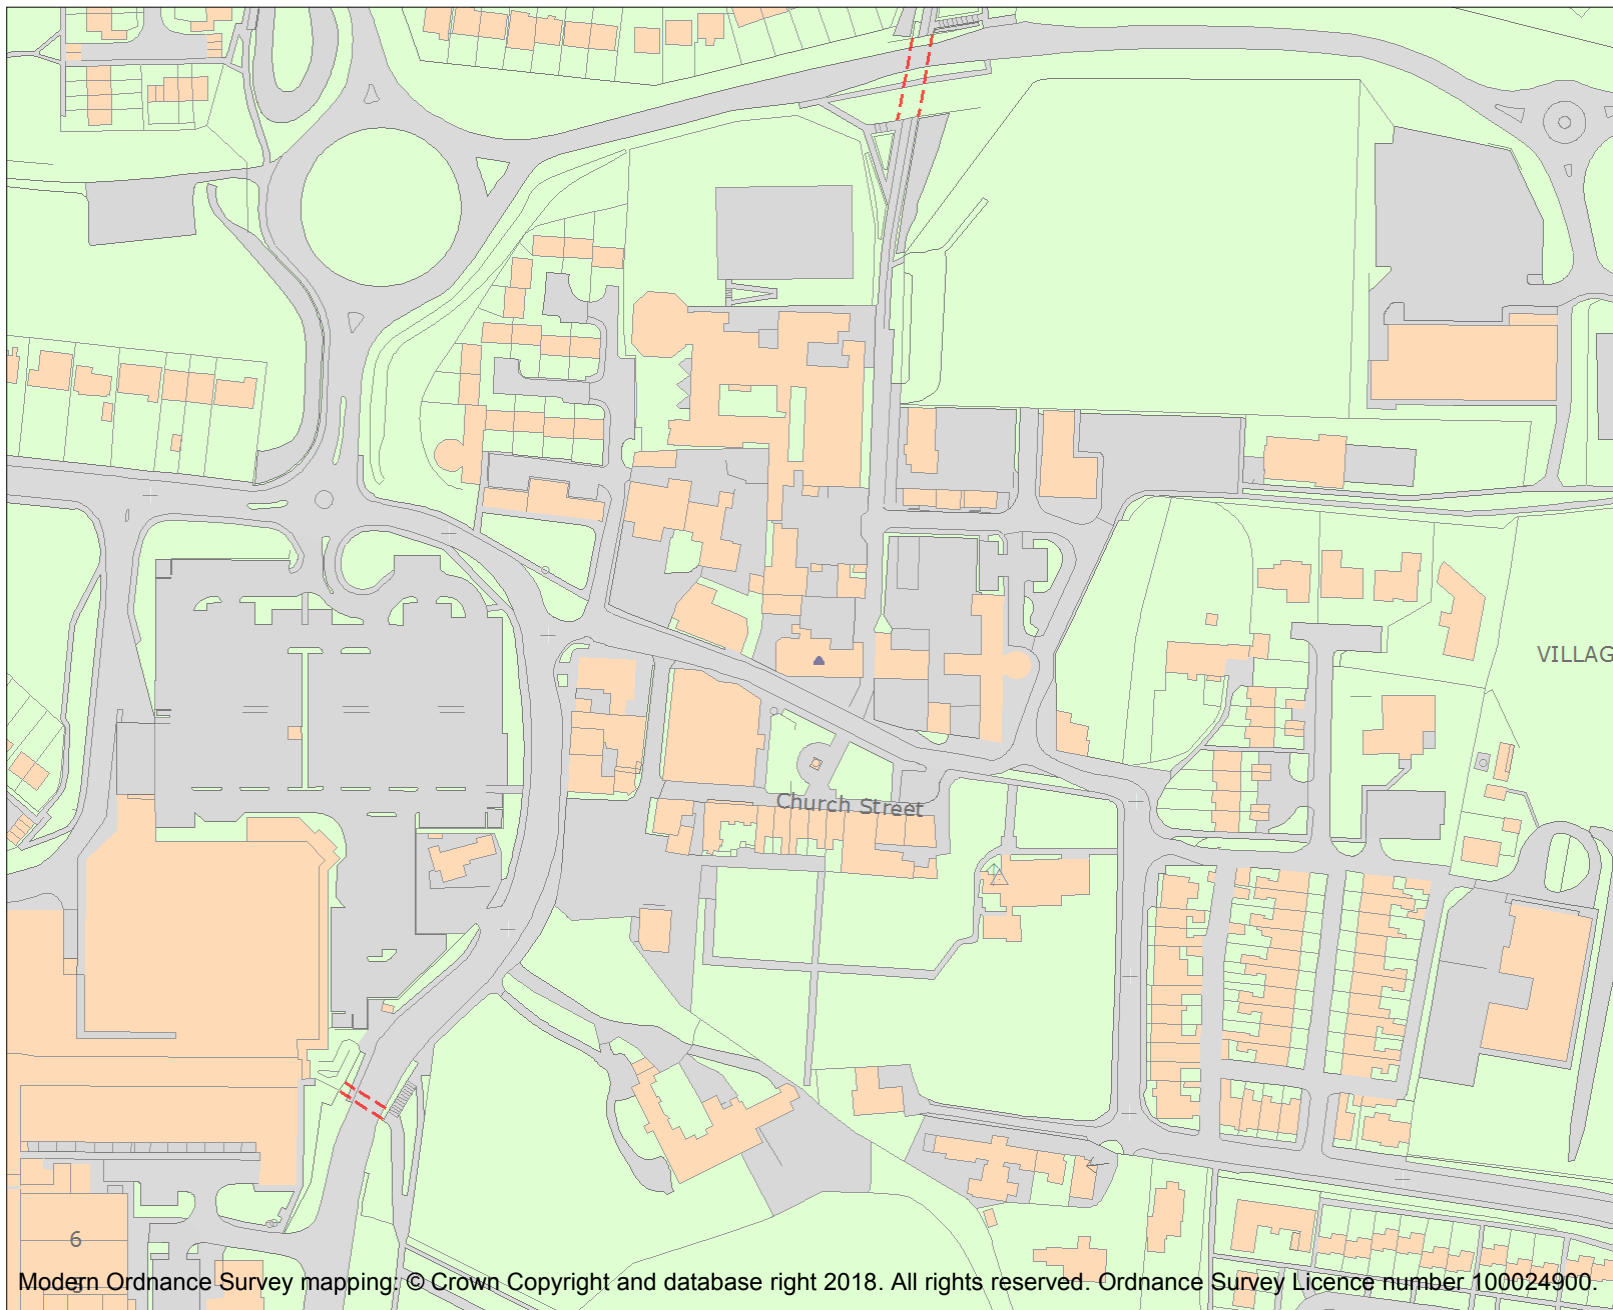 VILLAG
Church Street
6
Modern Ordnance Survey mapping: © Crown Copyright and database right 2018. All rights reserved. Ordnance Survey Licence number 100024900.